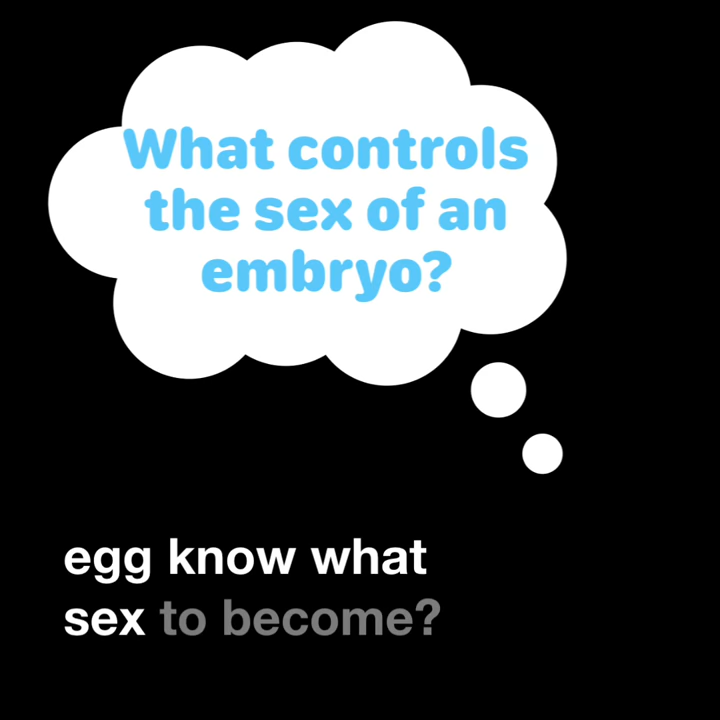 What controls
the sex of an
embryo?
egg know what
sex to become?